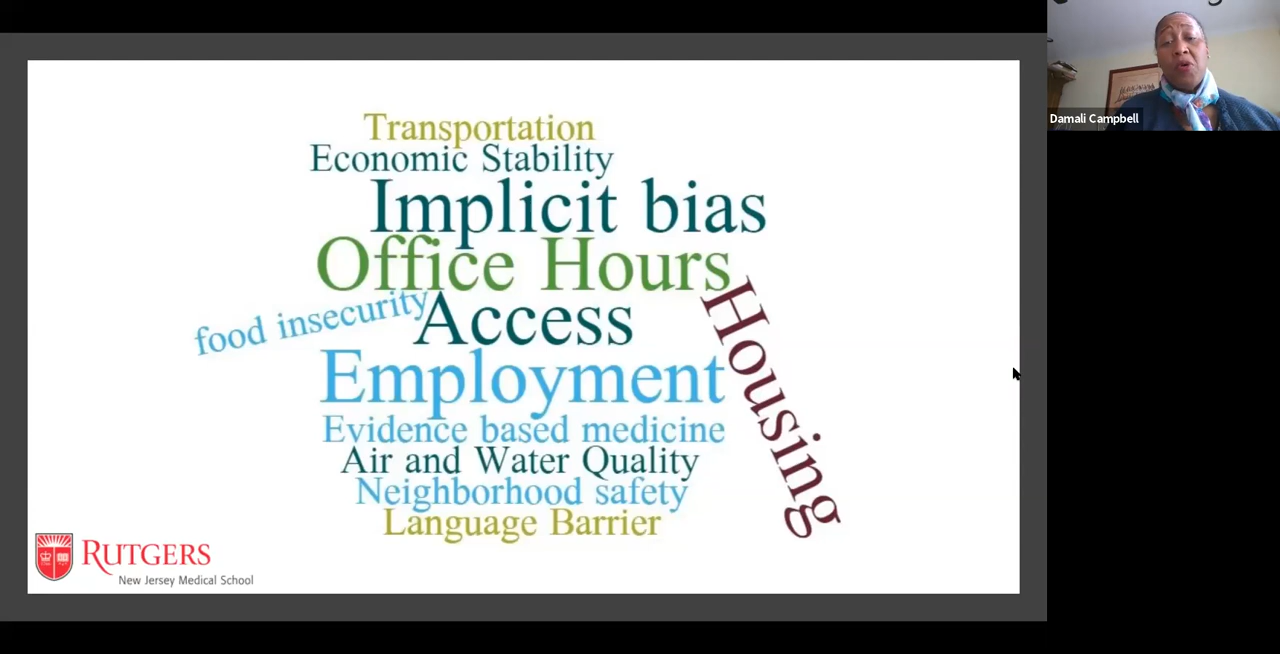 Damali Campbell
Transportation
Economic Stability
Implicit bias
Office Hours
food insecurity
Access
Housing
Employment
Evidence based medicine
Air and Water Quality
Neighborhood safety
Language Barrier
RUTGERS
New Jersey Medical School